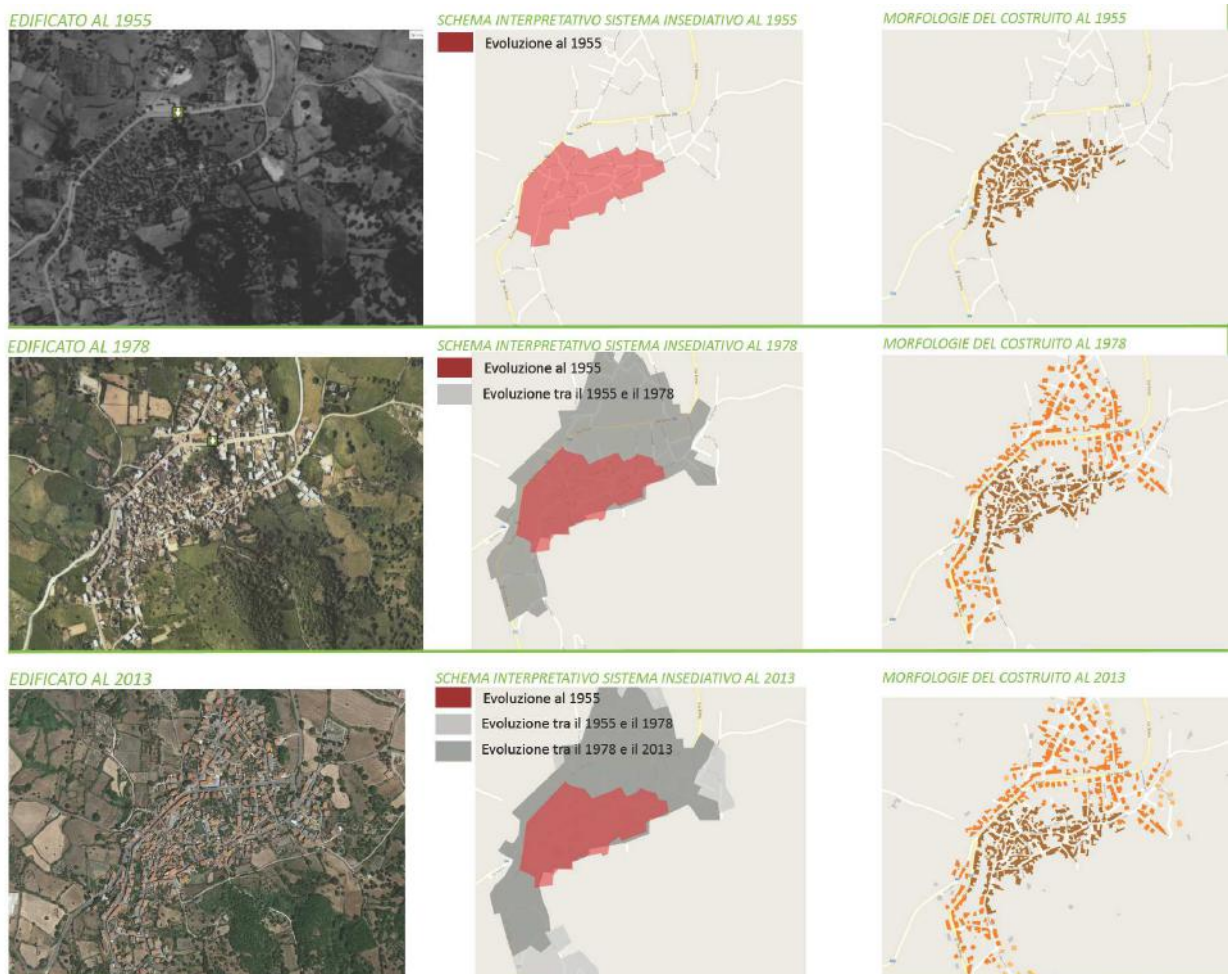 EDIFICATO AL 1955
SCHEMA INTERPRETATIVO SISTEMA INSEDIATIVO AL 1955
MORFOLOGIE DEL COSTRUITO AL 1955
Evoluzione al 1955
EDIFICATO AL 1978
SCHEMA INTERPRETATIVO SISTEMA INSEDIATIVO AL 1978
MORFOLOGIE DEL COSTRUITO AL 1978
Evoluzione al 1955
Evoluzione tra il 1955 e il 1978
EDIFICATO AL 2013
SCHEMA INTERPRETATIVO SISTEMA INSEDIATIVO AL 2013
MORFOLOGIE DEL COSTRUITO AL 2013
Evoluzione al 1955
Evoluzione tra il 1955 e il 1978
Evoluzione tra il 1978 e il 2013